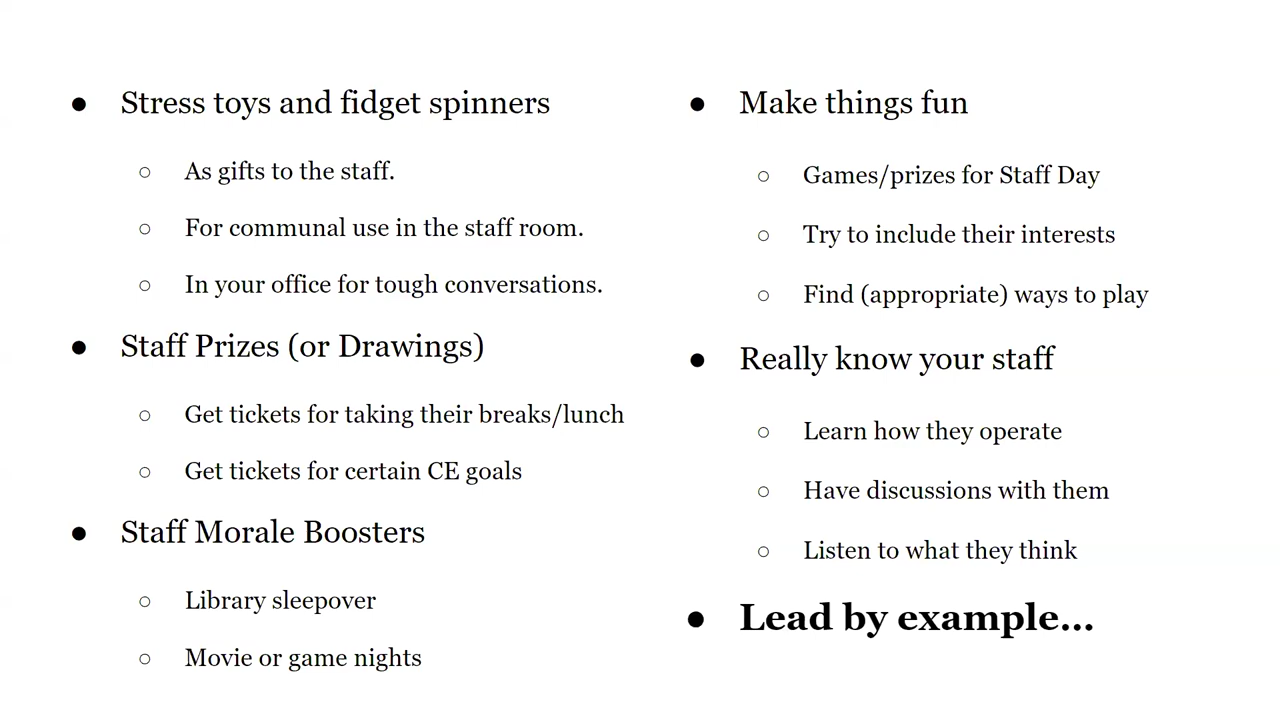 ● Stress toys and fidget spinners
○ As gifts to the staff.
○ For communal use in the staff room.
○ In your office for tough conversations.
● Staff Prizes (or Drawings)
○ Get tickets for taking their breaks/lunch
○ Get tickets for certain CE goals
● Staff Morale Boosters
○ Library sleepover
○ Movie or game nights
● Make things fun
○ Games/prizes for Staff Day
○ Try to include their interests
○ Find (appropriate) ways to play
● Really know your staff
○ Learn how they operate
○ Have discussions with them
○ Listen to what they think
● Lead by example...